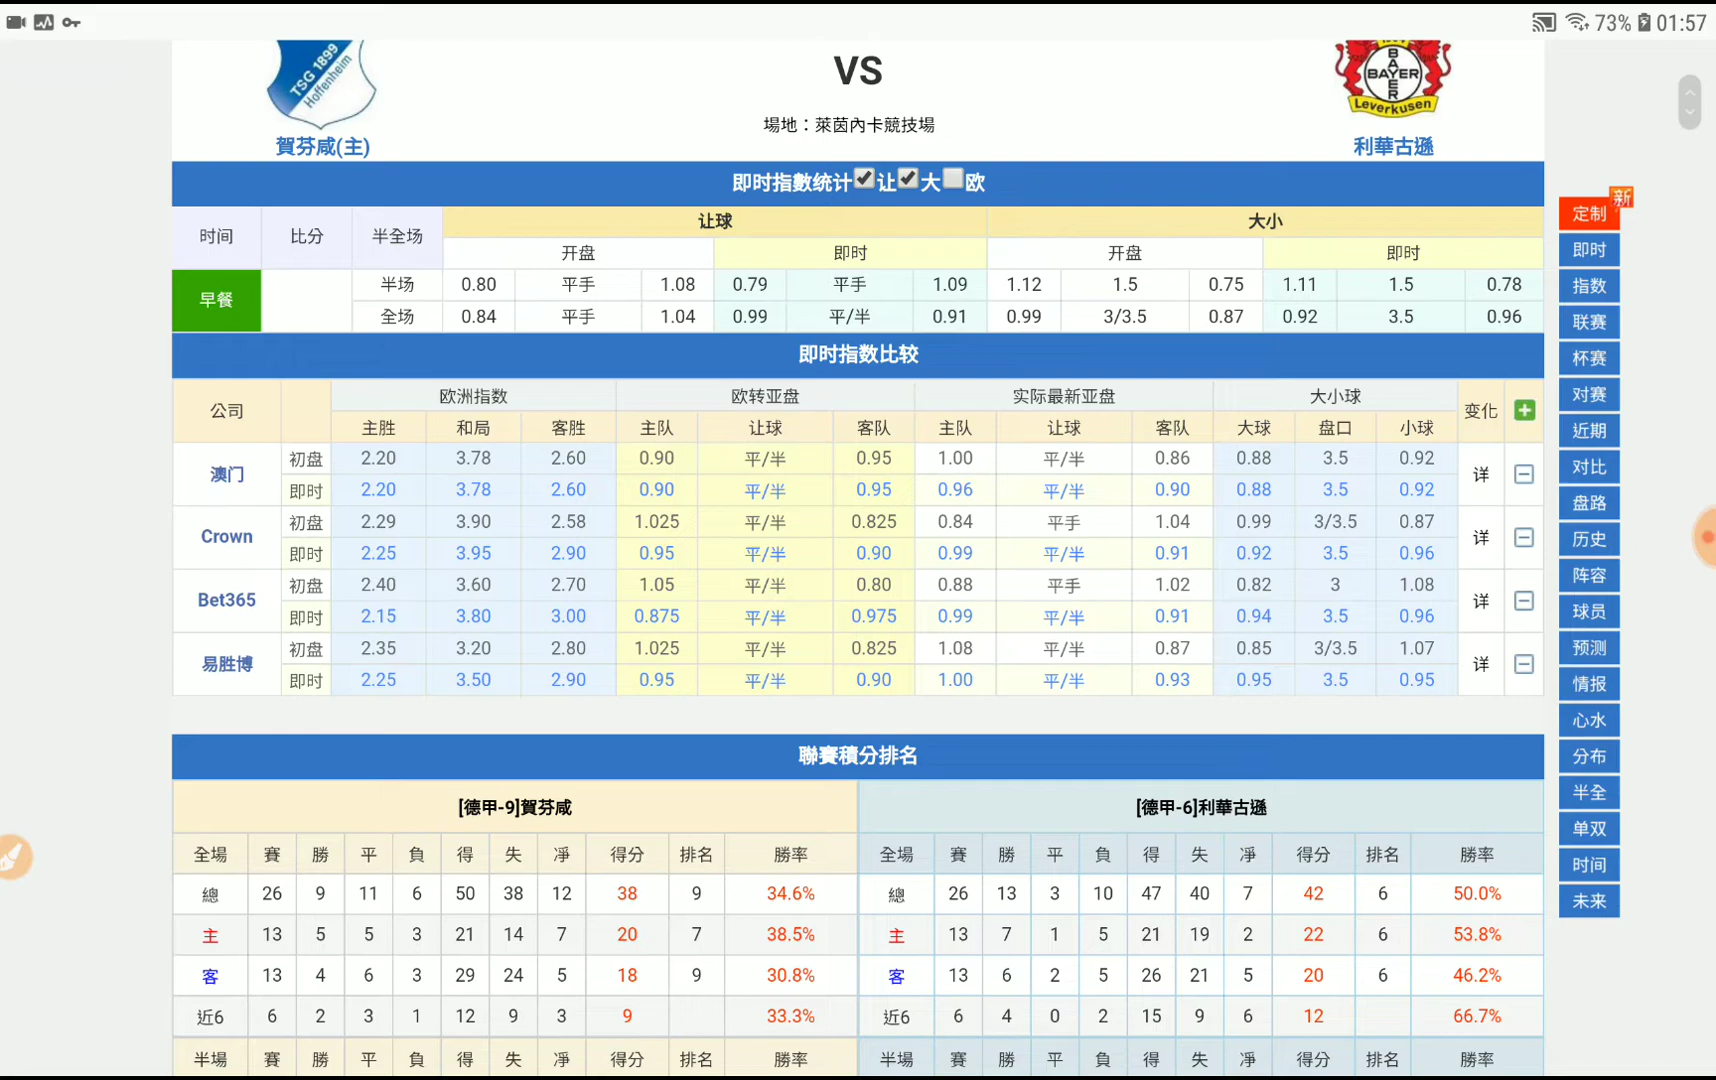 73% 01:57
TSG 1899
Hoffenheim
VS
BAYER
BAYER
Leverkusen
場地：萊茵內卡競技場
賀芬咸(主)
利華古遜
即时指數统计 让 大 欧
时间 比分 半全场 让球 大小
开盘 即时 开盘 即时
早餐
半场 0.80 平手 1.08 0.79 平手 1.09 1.12 1.5 0.75 1.11 1.5 0.78
全场 0.84 平手 1.04 0.99 平/半 0.91 0.99 3/3.5 0.87 0.92 3.5 0.96
即时指数比较
公司 欧洲指数 欧转亚盘 实际最新亚盘 大小球 变化
主胜 和局 客胜 主队 让球 客队 主队 让球 客队 大球 盘口 小球
澳门 初盘 2.20 3.78 2.60 0.90 平/半 0.95 1.00 平/半 0.86 0.88 3.5 0.92 详
即时 2.20 3.78 2.60 0.90 平/半 0.95 0.96 平/半 0.90 0.88 3.5 0.92
Crown 初盘 2.29 3.90 2.58 1.025 平/半 0.825 0.84 平手 1.04 0.99 3/3.5 0.87 详
即时 2.25 3.95 2.90 0.95 平/半 0.90 0.99 平/半 0.91 0.92 3.5 0.96
Bet365 初盘 2.40 3.60 2.70 1.05 平/半 0.80 0.88 平手 1.02 0.82 3 1.08 详
即时 2.15 3.80 3.00 0.875 平/半 0.975 0.99 平/半 0.91 0.94 3.5 0.96
易胜博 初盘 2.35 3.20 2.80 1.025 平/半 0.825 1.08 平/半 0.87 0.85 3/3.5 1.07 详
即时 2.25 3.50 2.90 0.95 平/半 0.90 1.00 平/半 0.93 0.95 3.5 0.95
聯賽積分排名
[德甲-9]賀芬咸 [德甲-6]利華古遜
全場 賽 勝 平 負 得 失 凈 得分 排名 勝率 全場 賽 勝 平 負 得 失 凈 得分 排名 勝率
總 26 9 11 6 50 38 12 38 9 34.6% 總 26 13 3 10 47 40 7 42 6 50.0%
主 13 5 5 3 21 14 7 20 7 38.5% 主 13 7 1 5 21 19 2 22 6 53.8%
客 13 4 6 3 29 24 5 18 9 30.8% 客 13 6 2 5 26 21 5 20 6 46.2%
近6 6 2 3 1 12 9 3 9 33.3% 近6 6 4 0 2 15 9 6 12 66.7%
半場 賽 勝 平 負 得 失 凈 得分 排名 勝率 半場 賽 勝 平 負 得 失 凈 得分 排名 勝率
新
定制
即时
指数
联赛
杯赛
对赛
近期
对比
盘路
历史
阵容
球员
预测
情报
心水
分布
半全
单双
时间
未来